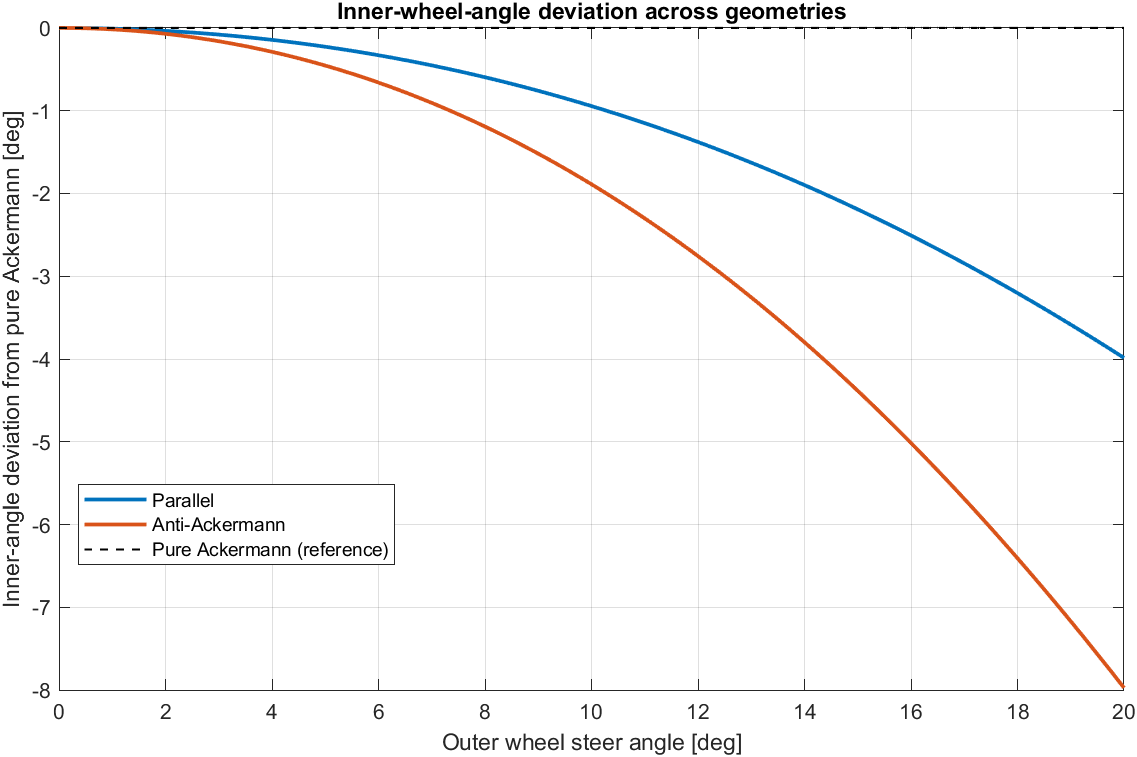 Inner-wheel-angle deviation across geometries
Inner-angle deviation from pure Ackermann [deg]
0
-1
-2
-3
-4
-5
-6
-7
-8
Parallel
Anti-Ackermann
Pure Ackermann (reference)
0 2 4 6 8 10 12 14 16 18 20
Outer wheel steer angle [deg]